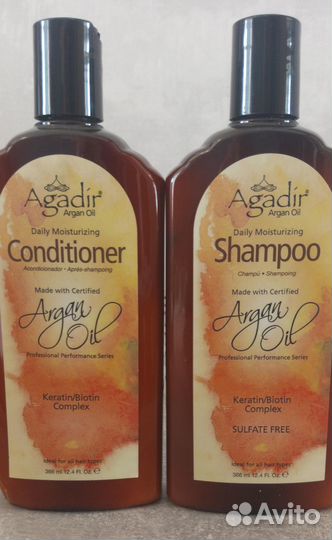 Agadir®
Argan Oil
Daily Moisturizing
Conditioner
Acondicionador • Après-shampoing
Made with Certified
Argan Oil
Professional Performance Series
Keratin/Biotin
Complex
Ideal for all hair types
366 ml 12.4 Fl. Oz. ℮
Agadir®
Argan Oil
Daily Moisturizing
Shampoo
Champú • Shampoing
Made with Certified
Argan Oil
Professional Performance Series
Keratin/Biotin
Complex
SULFATE FREE
Ideal for all hair types
366 ml 12.4 Fl. Oz. ℮
Avito